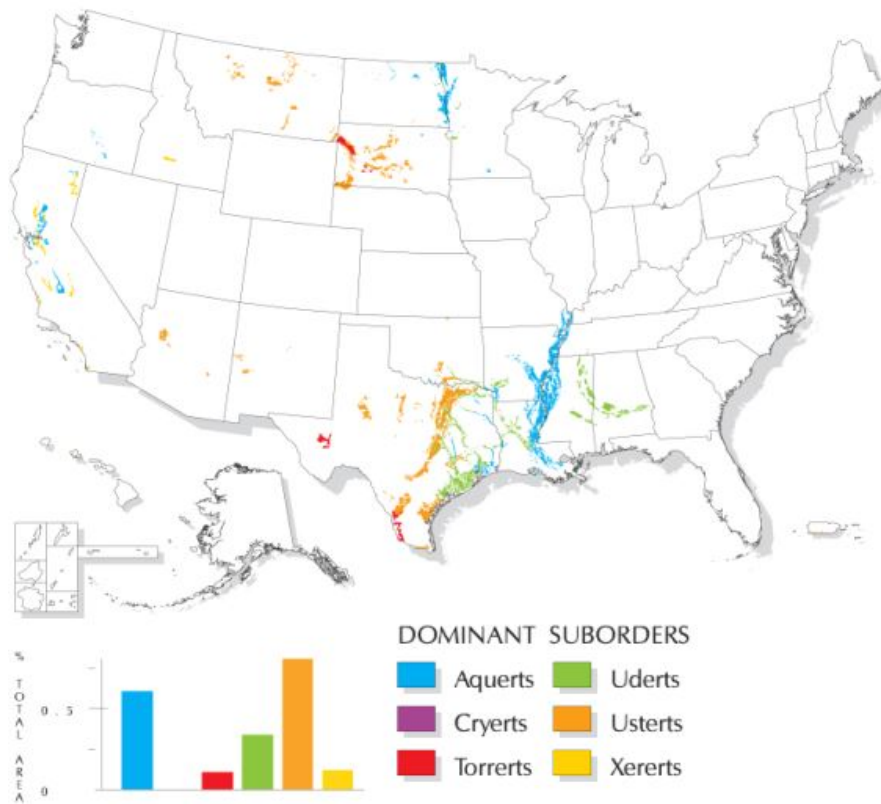 DOMINANT SUBORDERS
Aquerts
Uderts
Cryerts
Usterts
Torrerts
Xererts
% TOTAL AREA
0.5
0